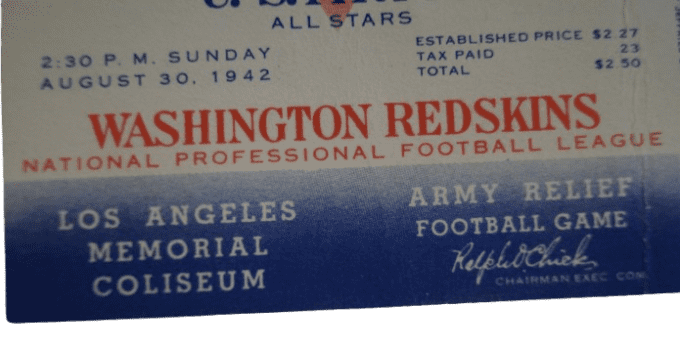 ALL STARS
2:30 P. M. SUNDAY
AUGUST 30, 1942
ESTABLISHED PRICE $2 27
TAX PAID 23
TOTAL $2 50
WASHINGTON REDSKINS
NATIONAL PROFESSIONAL FOOTBALL LEAGUE
LOS ANGELES
MEMORIAL
COLISEUM
ARMY RELIEF
FOOTBALL GAME
CHAIRMAN EXEC COM